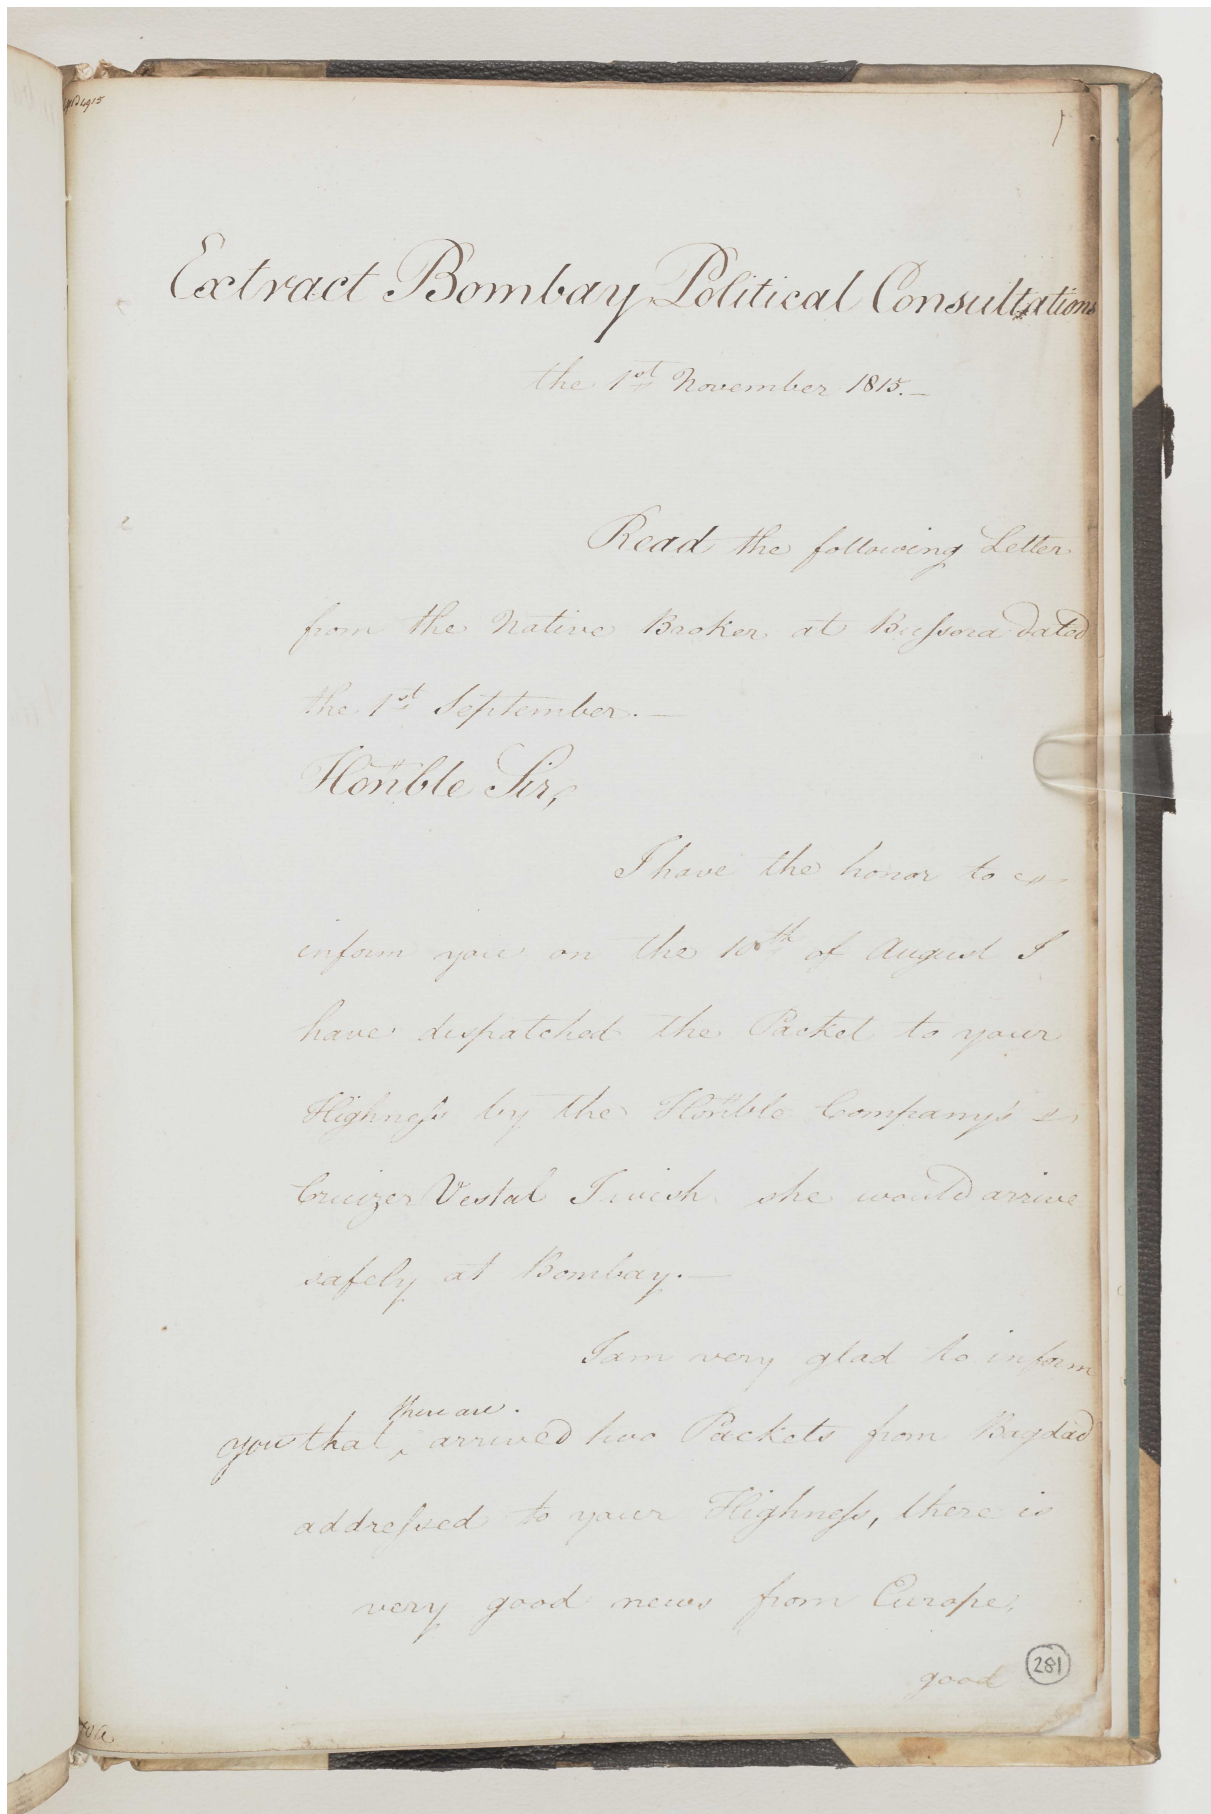 Extract Bombay Political Consultations
the 1st November 1815.—
Read the following Letter
from the Native Broker at Bussora dated
the 1st September.—
Hon'ble Sir,
I have the honor to
inform you on the 10th of August I
have dispatched the Packet to your
Highness by the Hon'ble Company's
Cruizer Vestal I wish she would arrive
safely at Bombay.—
I am very glad to inform
there are
you that ‸ arrived two Packets from Bagdad
addressed to your Highness, there is
very good news from Europe,
good
281